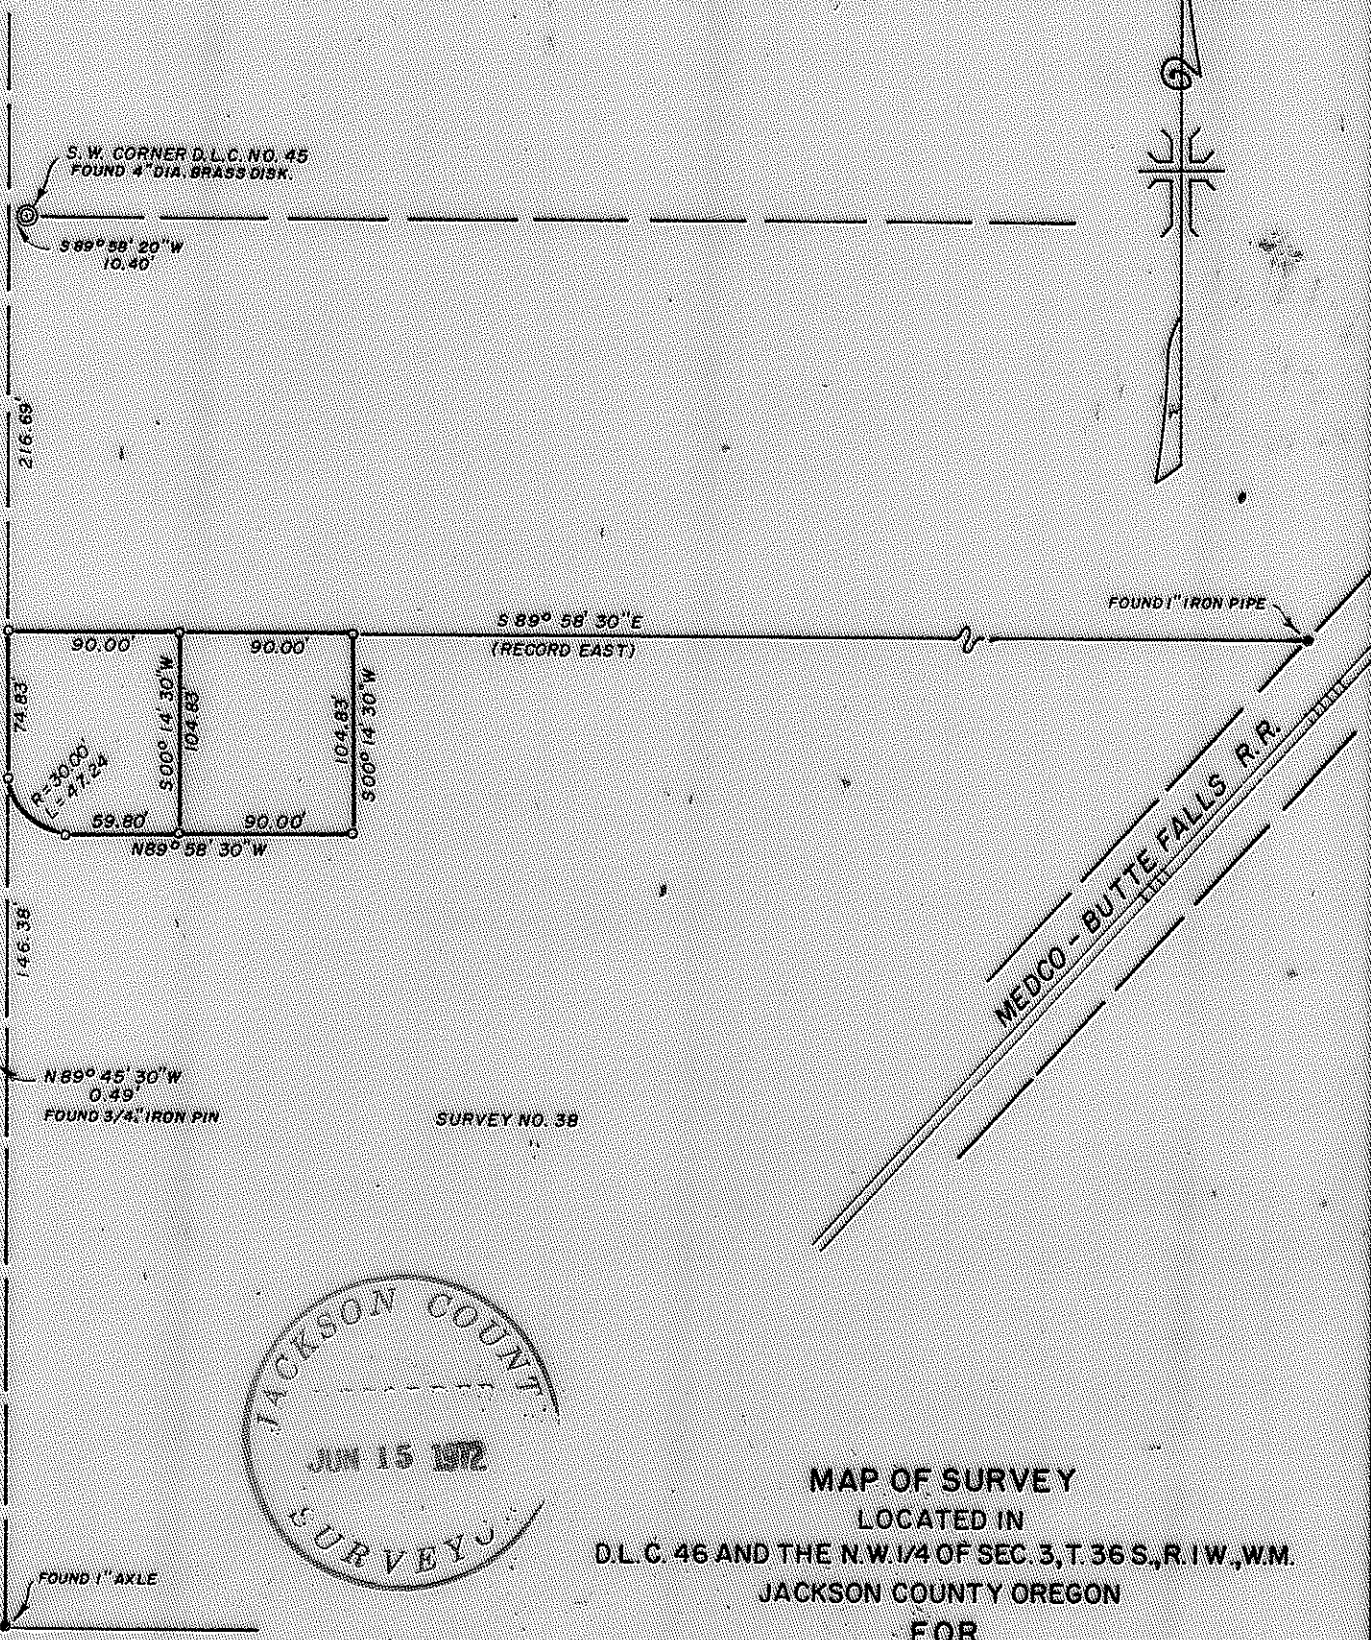 S.W. CORNER D.L.C. NO. 45
FOUND 4" DIA. BRASS DISK.
S 89° 58' 20" W
10.40'
216.69'
FOUND 1" IRON PIPE
S 89° 58' 30" E
(RECORD EAST)
90.00'
90.00'
74.83'
S 00° 14' 30" W
104.83'
104.83'
S 00° 14' 30" W
R=30.00'
L=47.24
59.80'
90.00'
N89° 58' 30" W
MEDCO - BUTTE FALLS R.R.
146.38'
N 89° 45' 30" W
0.49'
FOUND 3/4" IRON PIN
SURVEY NO. 38
JACKSON COUNT
JUN 15 1972
SURVEYO
MAP OF SURVEY
LOCATED IN
D.L.C. 46 AND THE N.W. 1/4 OF SEC. 3, T. 36 S., R. 1 W., W.M.
JACKSON COUNTY OREGON
FOR
FOUND 1" AXLE